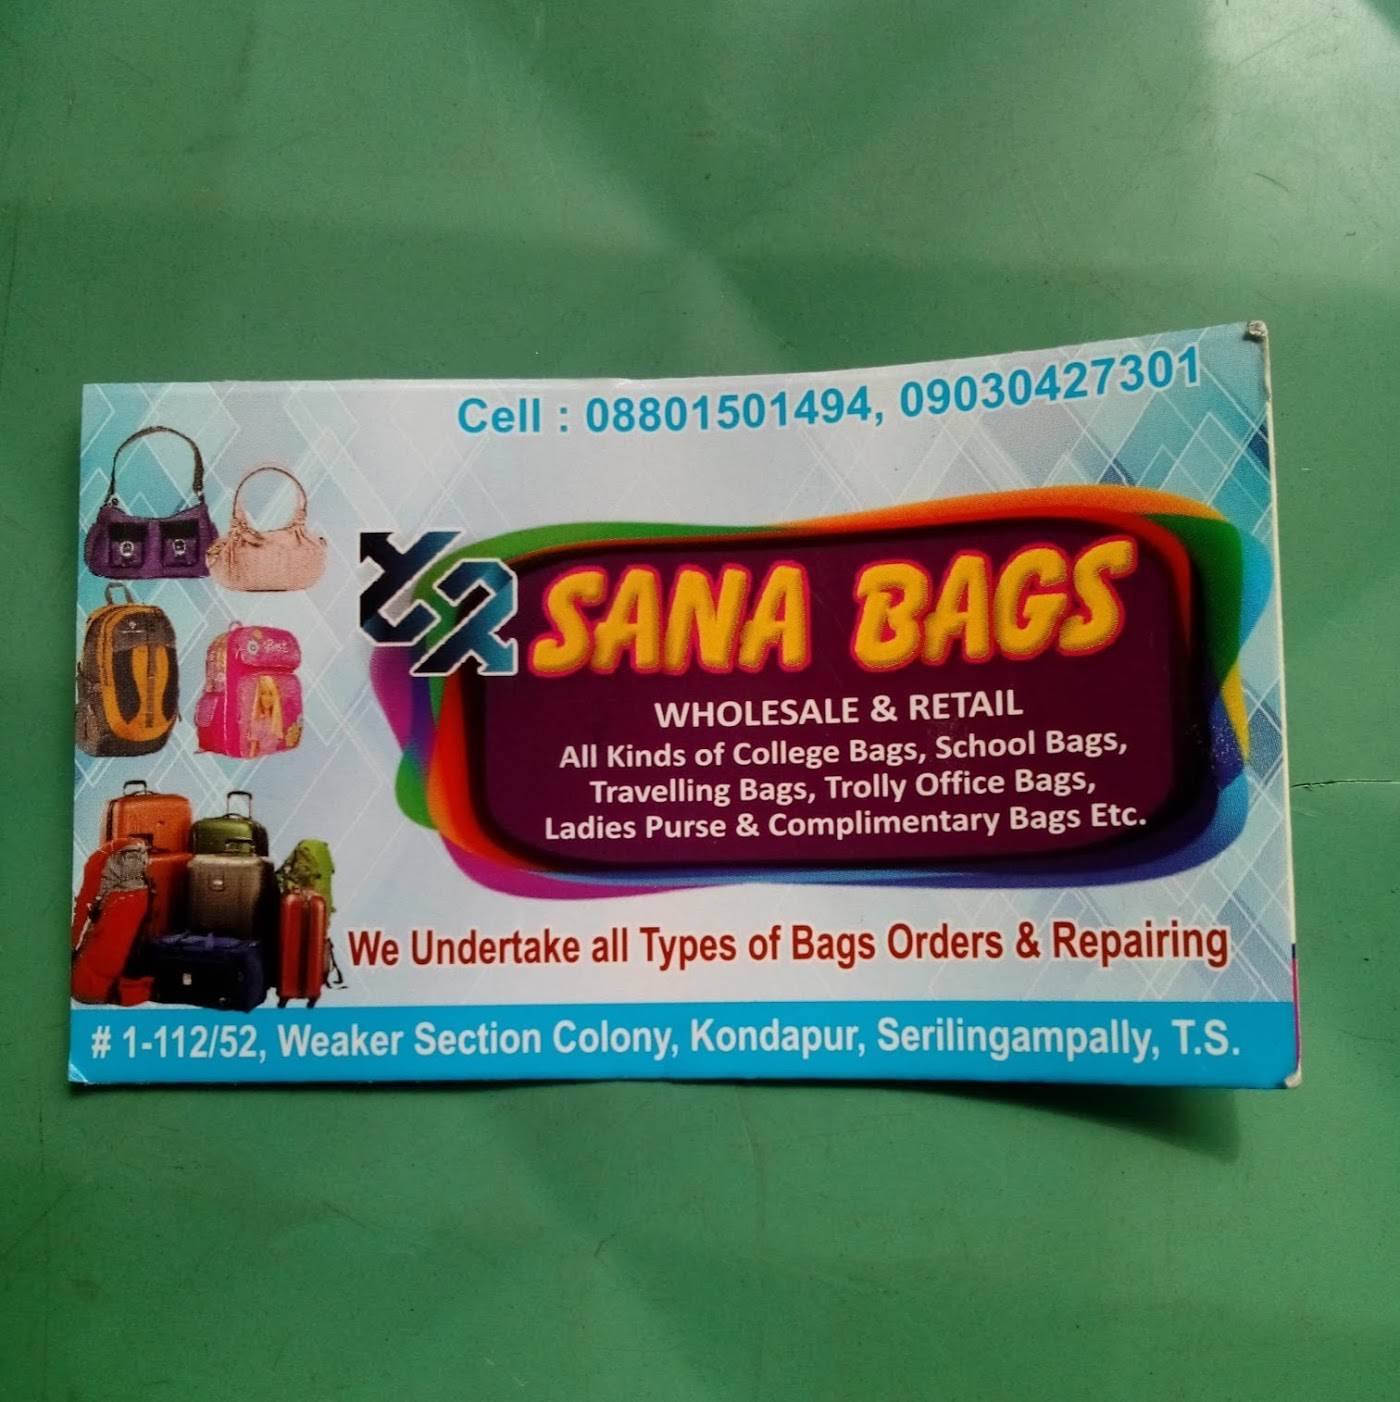 Cell : 08801501494, 09030427301
SANA BAGS
WHOLESALE & RETAIL
All Kinds of College Bags, School Bags,
Travelling Bags, Trolly Office Bags,
Ladies Purse & Complimentary Bags Etc.
We Undertake all Types of Bags Orders & Repairing
# 1-112/52, Weaker Section Colony, Kondapur, Serilingampally, T.S.